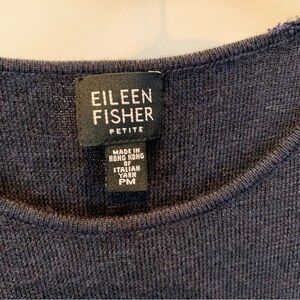 EILEEN
FISHER
PETITE
MADE IN
HONG KONG
OF
ITALIAN
YARN
PM